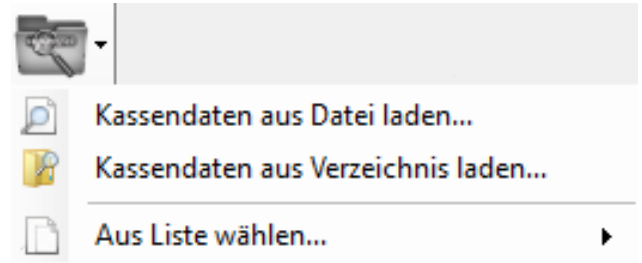 Kassendaten aus Datei laden...
Kassendaten aus Verzeichnis laden...
Aus Liste wählen...